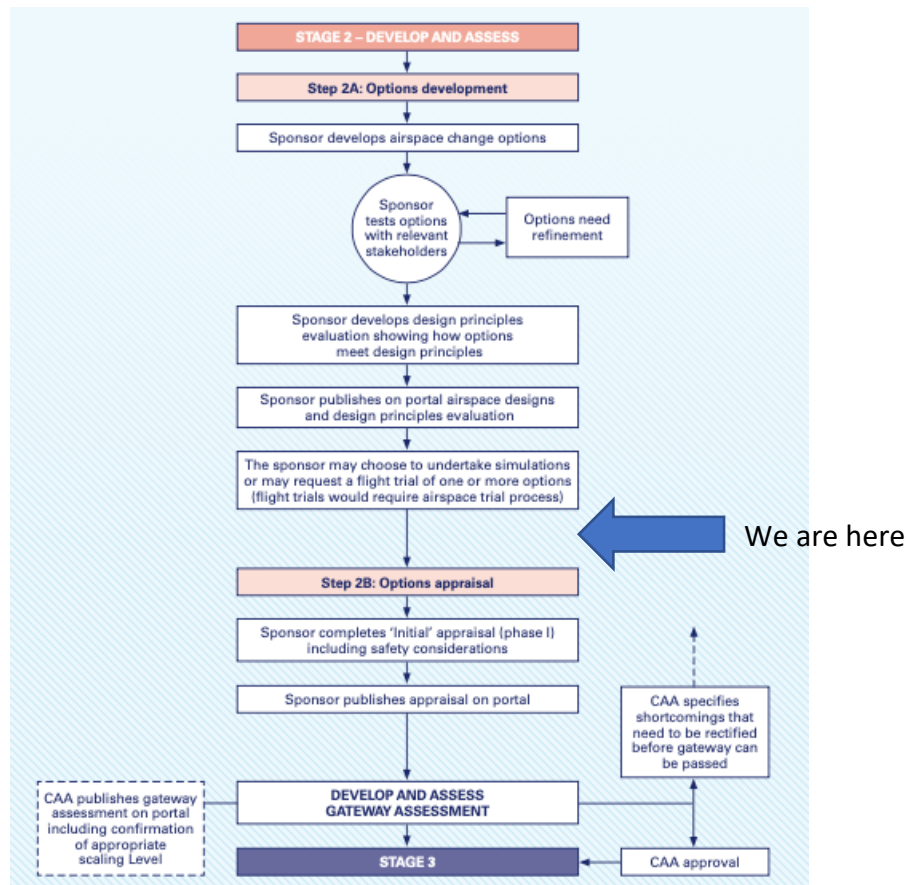 STAGE 2 – DEVELOP AND ASSESS
Step 2A: Options development
Sponsor develops airspace change options
Sponsor
tests options
with relevant
stakeholders
Options need
refinement
Sponsor develops design principles
evaluation showing how options
meet design principles
Sponsor publishes on portal airspace designs
and design principles evaluation
The sponsor may choose to undertake simulations
or may request a flight trial of one or more options
(flight trials would require airspace trial process)
We are here
Step 2B: Options appraisal
Sponsor completes ‘Initial’ appraisal (phase I)
including safety considerations
Sponsor publishes appraisal on portal
CAA specifies
shortcomings that
need to be rectified
before gateway can
be passed
CAA publishes gateway
assessment on portal
including confirmation
of appropriate
scaling Level
DEVELOP AND ASSESS
GATEWAY ASSESSMENT
STAGE 3
CAA approval